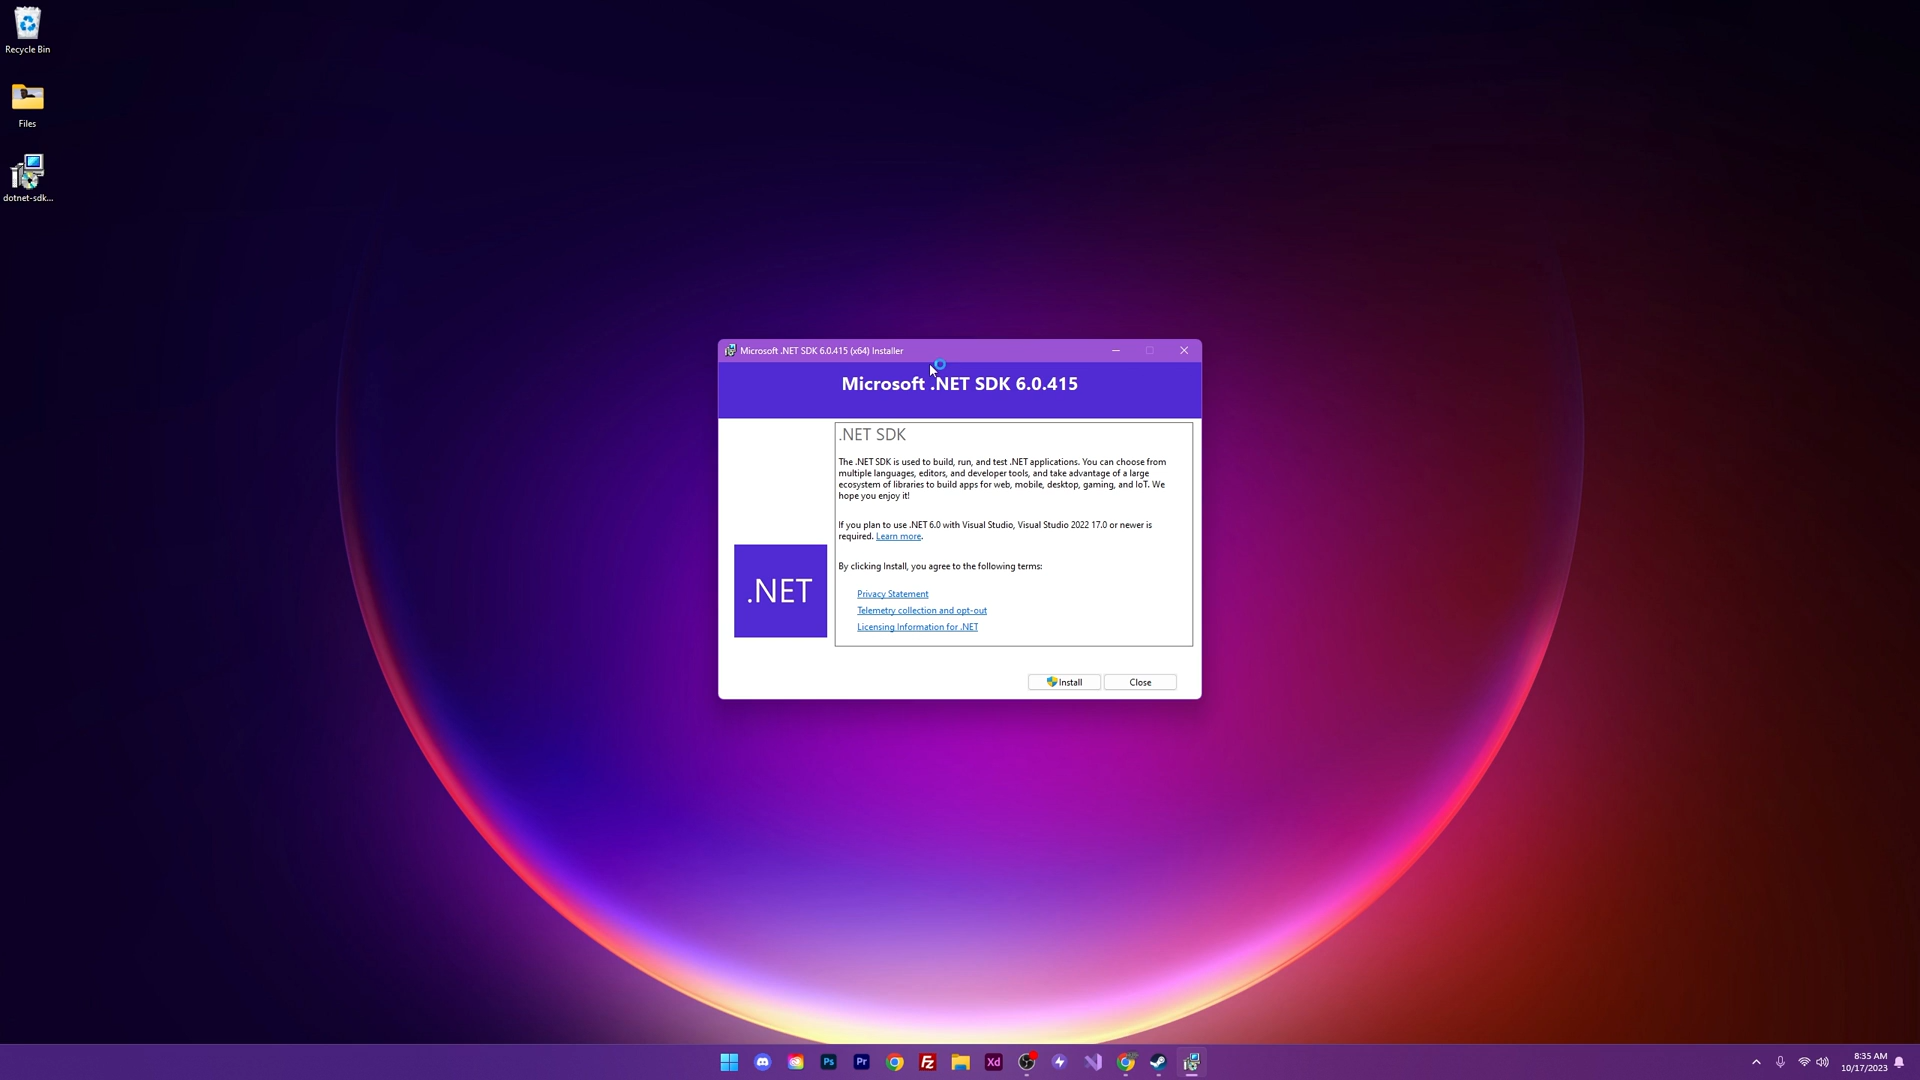 Recycle Bin
Files
dotnet-sdk...
Microsoft .NET SDK 6.0.415 (x64) Installer
Microsoft .NET SDK 6.0.415
.NET SDK
The .NET SDK is used to build, run, and test .NET applications. You can choose from
multiple languages, editors, and developer tools, and take advantage of a large
ecosystem of libraries to build apps for web, mobile, desktop, gaming, and IoT. We
hope you enjoy it!
If you plan to use .NET 6.0 with Visual Studio, Visual Studio 2022 17.0 or newer is
required. Learn more.
By clicking Install, you agree to the following terms:
Privacy Statement
Telemetry collection and opt-out
Licensing Information for .NET
.NET
Install
Close
Ps
Pr
Fz
Xd
8:35 AM
10/17/2023